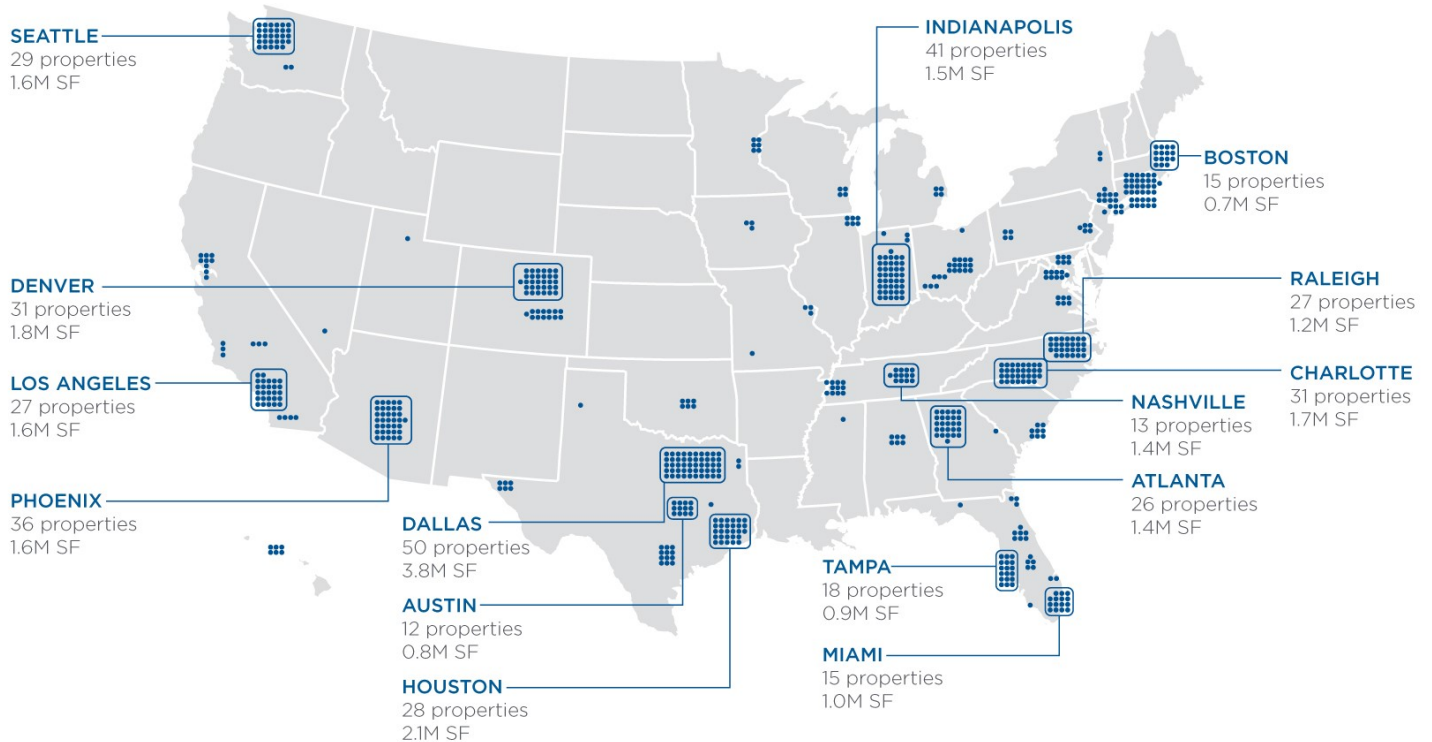 SEATTLE
29 properties
1.6M SF
DENVER
31 properties
1.8M SF
LOS ANGELES
27 properties
1.6M SF
PHOENIX
36 properties
1.6M SF
DALLAS
50 properties
3.8M SF
AUSTIN
12 properties
0.8M SF
HOUSTON
28 properties
2.1M SF
INDIANAPOLIS
41 properties
1.5M SF
BOSTON
15 properties
0.7M SF
RALEIGH
27 properties
1.2M SF
CHARLOTTE
31 properties
1.7M SF
NASHVILLE
13 properties
1.4M SF
ATLANTA
26 properties
1.4M SF
TAMPA
18 properties
0.9M SF
MIAMI
15 properties
1.0M SF